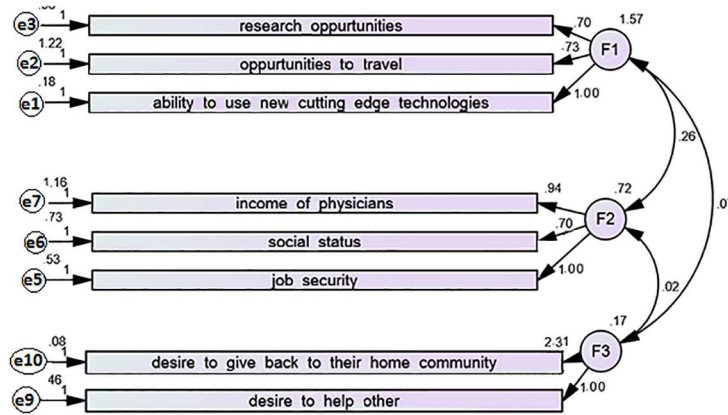 e3 1 research oppurtunities .70 F1 1.57
1.22
e2 1 oppurtunities to travel .73
.18
e1 1 ability to use new cutting edge technologies 1.00
.26
1.16
e7 1 income of physicians .94 F2 .72
.73
e6 1 social status .70
.53
e5 1 job security 1.00
.02
.08
e10 1 desire to give back to their home community 2.31 F3 .17
e9 1 desire to help other 1.00